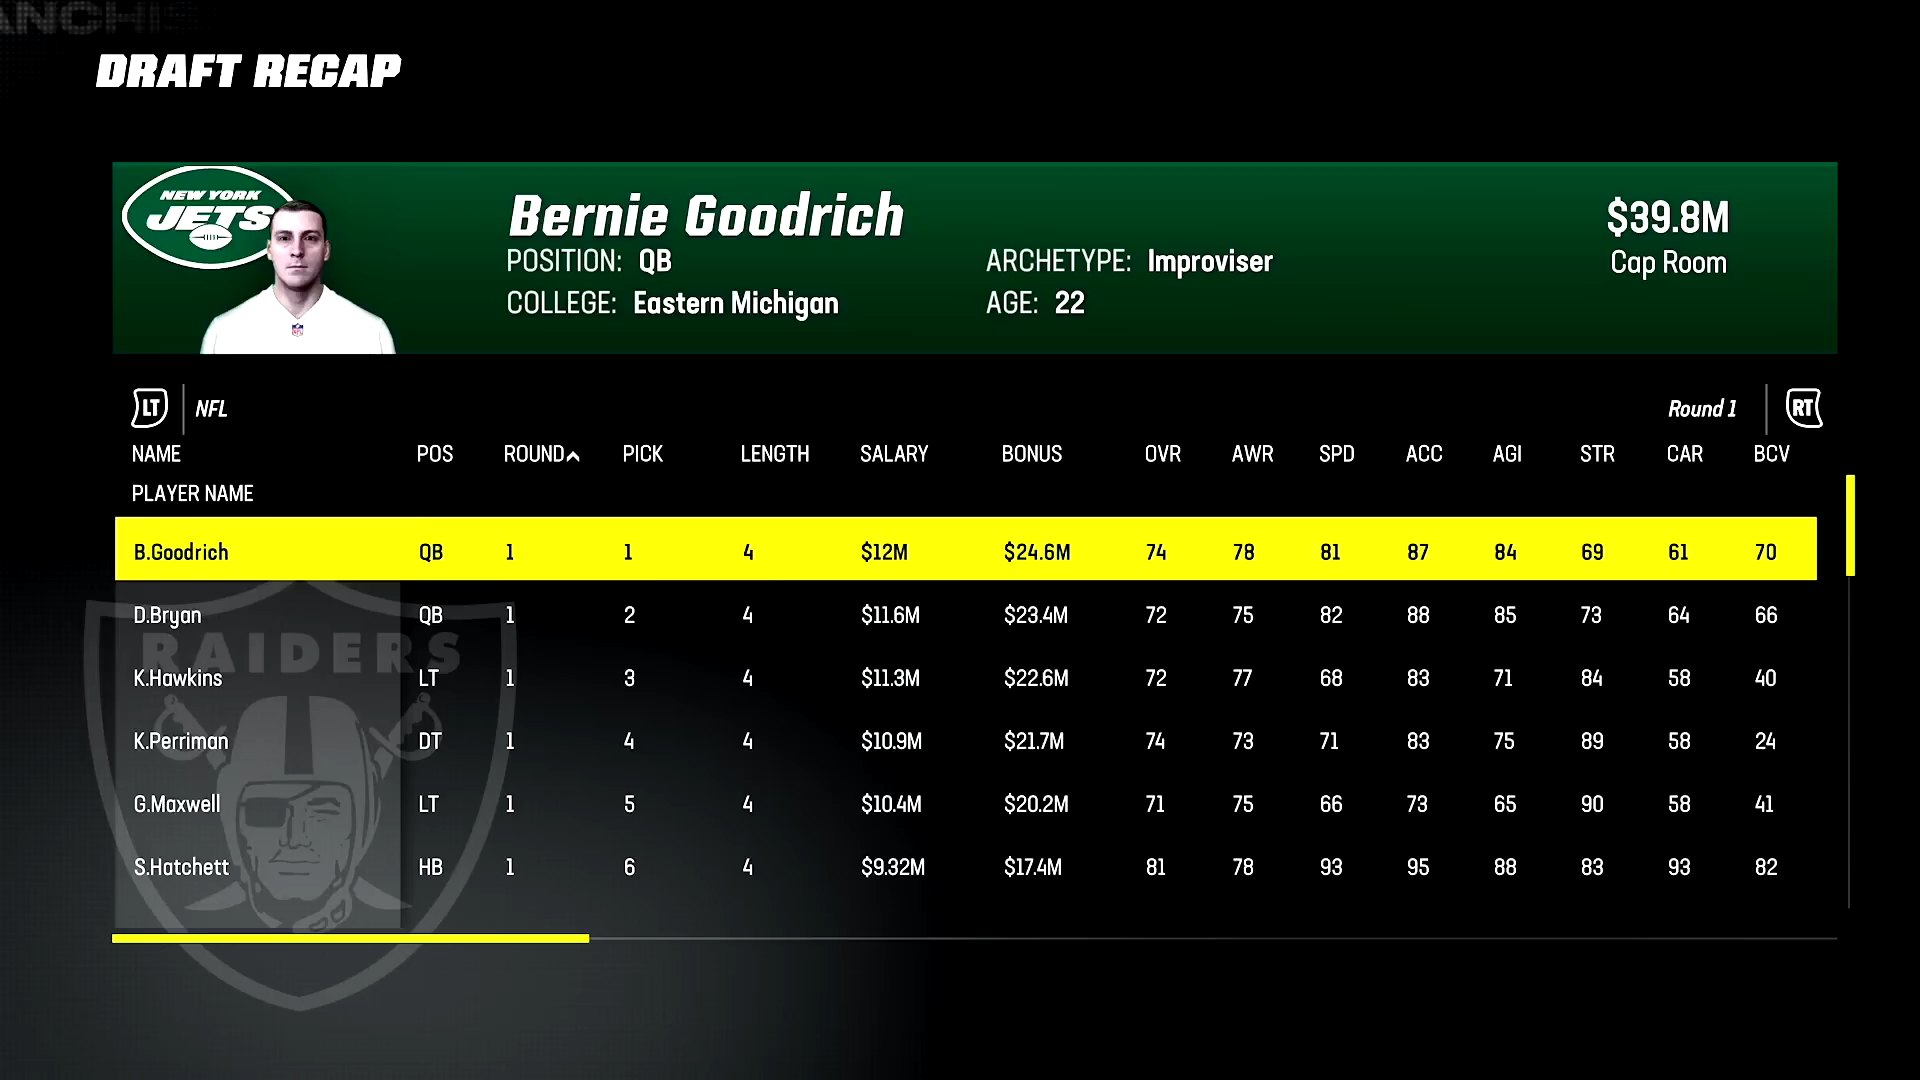 DRAFT RECAP
NEW YORK
JETS
Bernie Goodrich
POSITION: QB
ARCHETYPE: Improviser
COLLEGE: Eastern Michigan
AGE: 22
$39.8M
Cap Room
LT NFL
Round 1 RT
NAME POS ROUND PICK LENGTH SALARY BONUS OVR AWR SPD ACC AGI STR CAR BCV
PLAYER NAME
B.Goodrich QB 1 1 4 $12M $24.6M 74 78 81 87 84 69 61 70
D.Bryan QB 1 2 4 $11.6M $23.4M 72 75 82 88 85 73 64 66
RAIDERS
K.Hawkins LT 1 3 4 $11.3M $22.6M 72 77 68 83 71 84 58 40
K.Perriman DT 1 4 4 $10.9M $21.7M 74 73 71 83 75 89 58 24
G.Maxwell LT 1 5 4 $10.4M $20.2M 71 75 66 73 65 90 58 41
S.Hatchett HB 1 6 4 $9.32M $17.4M 81 78 93 95 88 83 93 82